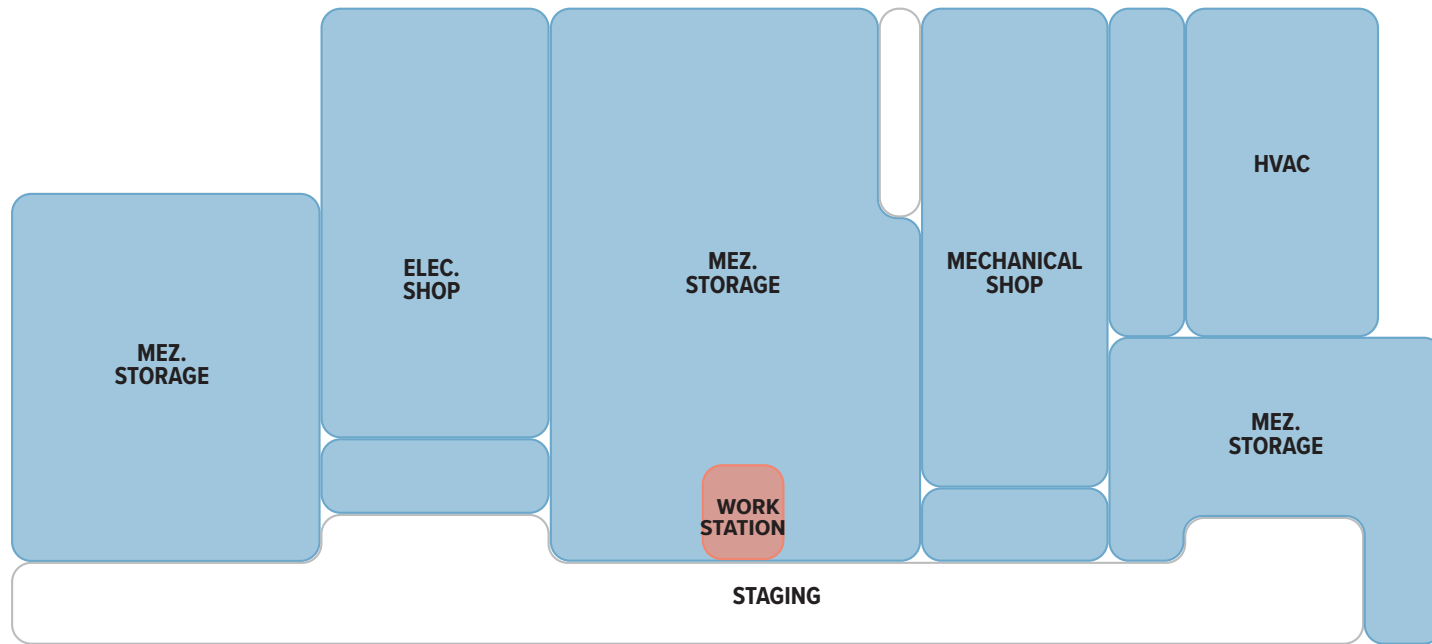 HVAC
ELEC.
SHOP
MEZ.
STORAGE
MECHANICAL
SHOP
MEZ.
STORAGE
MEZ.
STORAGE
WORK
STATION
STAGING